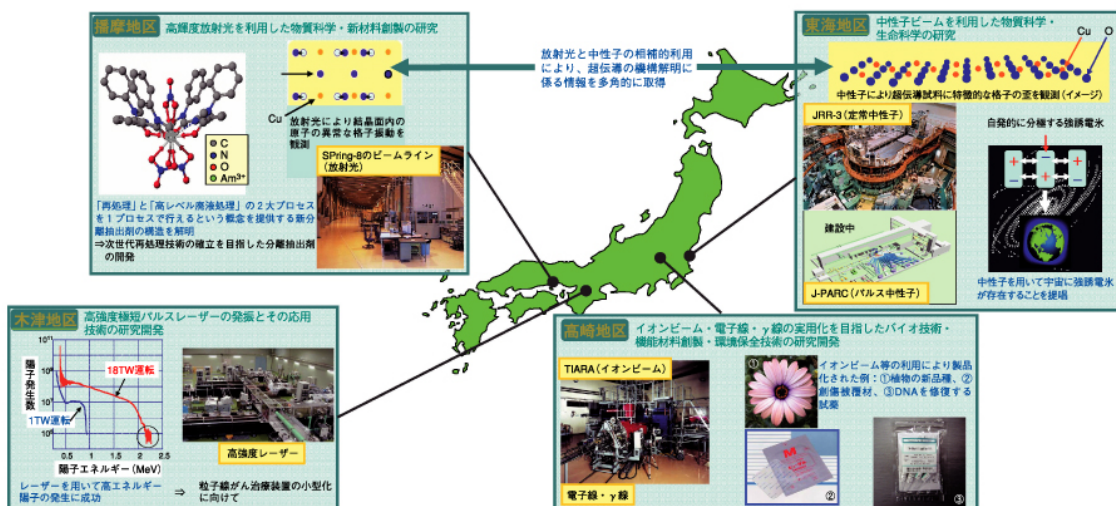 播摩地区
高輝度放射光を利用した物質科学・新材料創製の研究
Cu
放射光により結晶面内の
原子の異常な格子振動を
観測
C
N
O
Am³⁺
SPring-8のビームライン
(放射光)
「再処理」と「高レベル廃液処理」の2大プロセス
を1プロセスで行えるという概念を提供する新分
離抽出剤の構造を解明
⇒次世代再処理技術の確立を目指した分離抽出剤
の開発
放射光と中性子の相補的利用
により、超伝導の機構解明に
係る情報を多角的に取得
東海地区
中性子ビームを利用した物質科学・
生命科学の研究
Cu
O
中性子により超伝導試料に特徴的な格子の歪を観測(イメージ)
JRR-3(定常中性子)
自発的に分極する強誘電氷
+ − +
− + −
建設中
J-PARC(パルス中性子)
中性子を用いて宇宙に強誘電氷
が存在することを提唱
木津地区
高強度極短パルスレーザーの発振とその応用
技術の研究開発
陽子発生数
10¹¹
18TW運転
1TW運転
0.5 1 1.5 2 2.5
陽子エネルギー(MeV)
高強度レーザー
レーザーを用いて高エネルギー
陽子の発生に成功
⇒ 粒子線がん治療装置の小型化
に向けて
高崎地区
イオンビーム・電子線・γ線の実用化を目指したバイオ技術・
機能材料創製・環境保全技術の研究開発
TIARA(イオンビーム)
電子線・γ線
①
イオンビーム等の利用により製品
化された例:①植物の新品種、②
創傷被覆材、③DNAを修復する
試薬
M
②
③